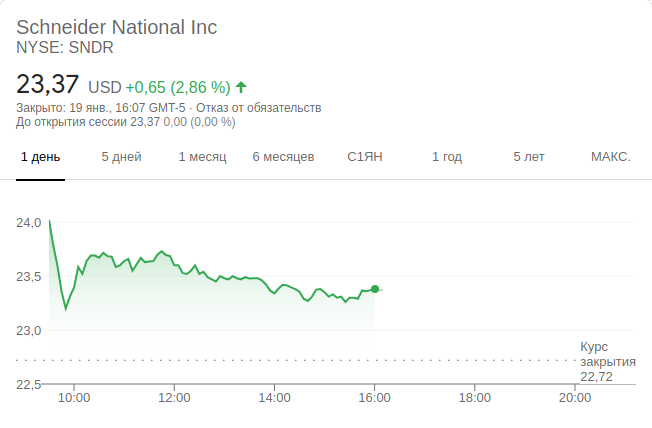 Schneider National Inc
NYSE: SNDR
23,37 USD +0,65 (2,86 %)
Закрыто: 19 янв., 16:07 GMT-5 · Отказ от обязательств
До открытия сессии 23,37 0,00 (0,00 %)
1 день 5 дней 1 месяц 6 месяцев С1ЯН 1 год 5 лет МАКС.
24,0
23,5
23,0
Курс
закрытия
22,72
22,5
10:00 12:00 14:00 16:00 18:00 20:00